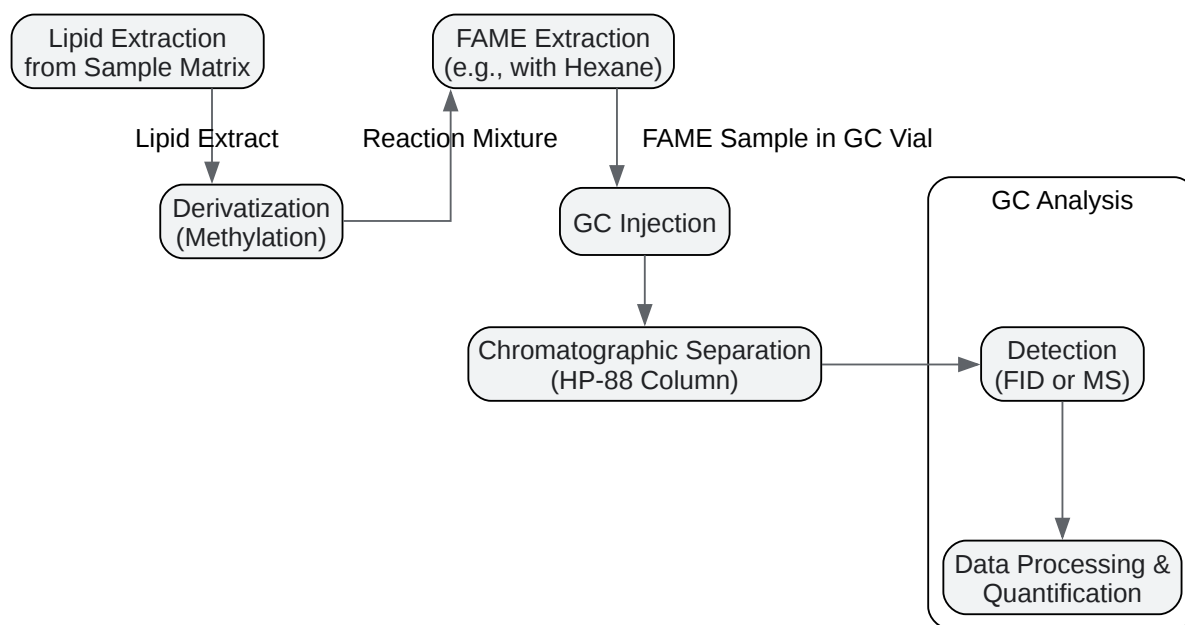 Lipid Extraction
from Sample Matrix
FAME Extraction
(e.g., with Hexane)
Lipid Extract
Reaction Mixture
FAME Sample in GC Vial
Derivatization
(Methylation)
GC Injection
GC Analysis
Chromatographic Separation
(HP-88 Column)
Detection
(FID or MS)
Data Processing &
Quantification